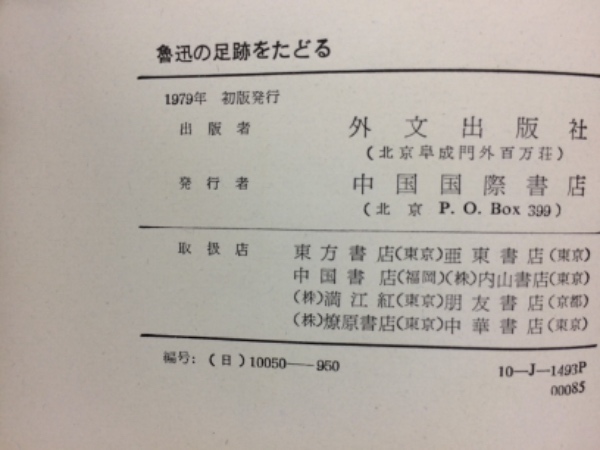 魯迅の足跡をたどる
1979年 初版発行
出版者 外文出版社
(北京阜成門外百万荘)
発行者 中国国際書店
(北京 P. O. Box 399)
取扱店 東方書店(東京)亜東書店(東京)
中国書店(福岡)(株)内山書店(東京)
(株)満江紅(東京)朋友書店(京都)
(株)燎原書店(東京)中華書店(東京)
編号: (日) 10050——950
10—J—1493P
00085